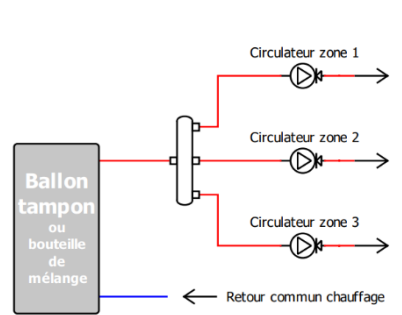 Circulateur zone 1
Circulateur zone 2
Ballon
tampon
ou
bouteille
de
mélange
Circulateur zone 3
Retour commun chauffage